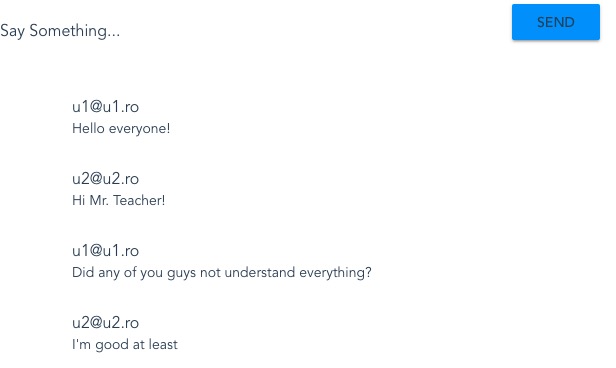 Say Something...
SEND
u1@u1.ro
Hello everyone!
u2@u2.ro
Hi Mr. Teacher!
u1@u1.ro
Did any of you guys not understand everything?
u2@u2.ro
I'm good at least